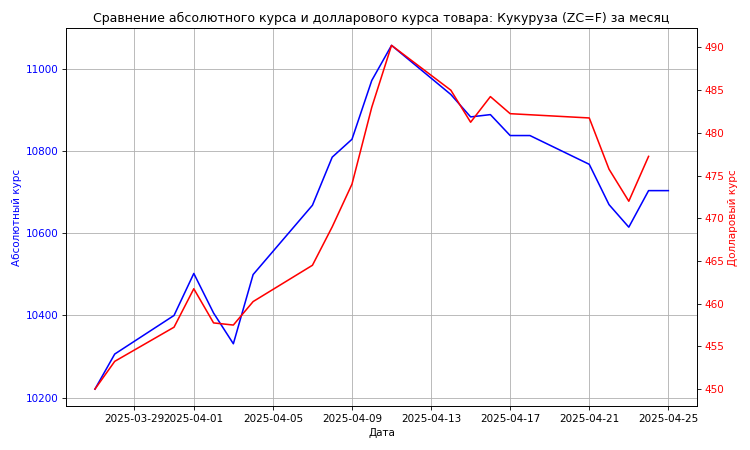 Сравнение абсолютного курса и долларового курса товара: Кукуруза (ZC=F) за месяц
Абсолютный курс
11000
10800
10600
10400
10200
490
485
480
475
470
465
460
455
450
Долларовый курс
2025-03-29 2025-04-01 2025-04-05 2025-04-09 2025-04-13 2025-04-17 2025-04-21 2025-04-25
Дата